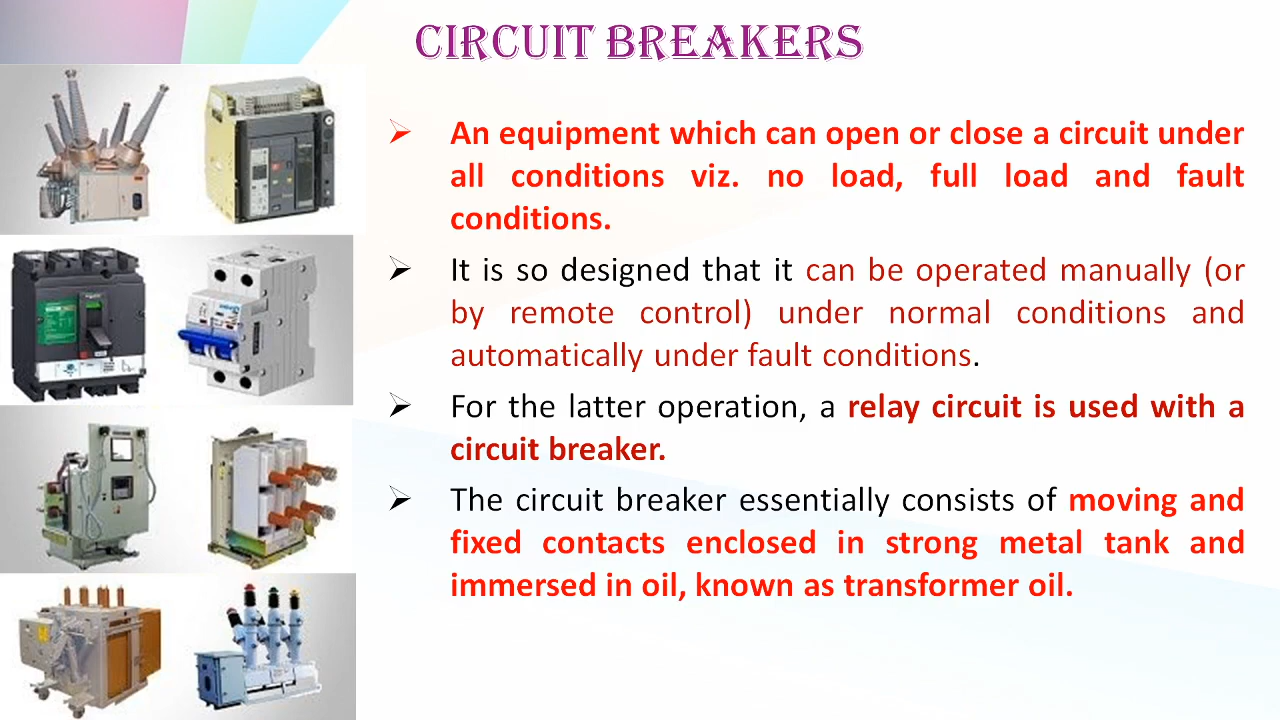 CIRCUIT BREAKERS
➢ An equipment which can open or close a circuit under
all conditions viz. no load, full load and fault
conditions.
➢ It is so designed that it can be operated manually (or
by remote control) under normal conditions and
automatically under fault conditions.
➢ For the latter operation, a relay circuit is used with a
circuit breaker.
➢ The circuit breaker essentially consists of moving and
fixed contacts enclosed in strong metal tank and
immersed in oil, known as transformer oil.